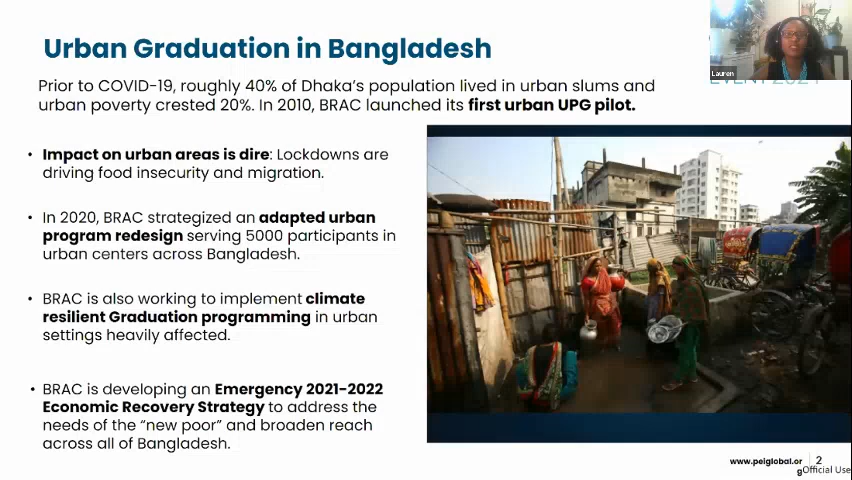 Urban Graduation in Bangladesh
Lauren
EVENT 2021
Prior to COVID-19, roughly 40% of Dhaka's population lived in urban slums and
urban poverty crested 20%. In 2010, BRAC launched its first urban UPG pilot.
• Impact on urban areas is dire: Lockdowns are
driving food insecurity and migration.
• In 2020, BRAC strategized an adapted urban
program redesign serving 5000 participants in
urban centers across Bangladesh.
• BRAC is also working to implement climate
resilient Graduation programming in urban
settings heavily affected.
• BRAC is developing an Emergency 2021-2022
Economic Recovery Strategy to address the
needs of the “new poor” and broaden reach
across all of Bangladesh.
www.peiglobal.or
g
2
Official Use